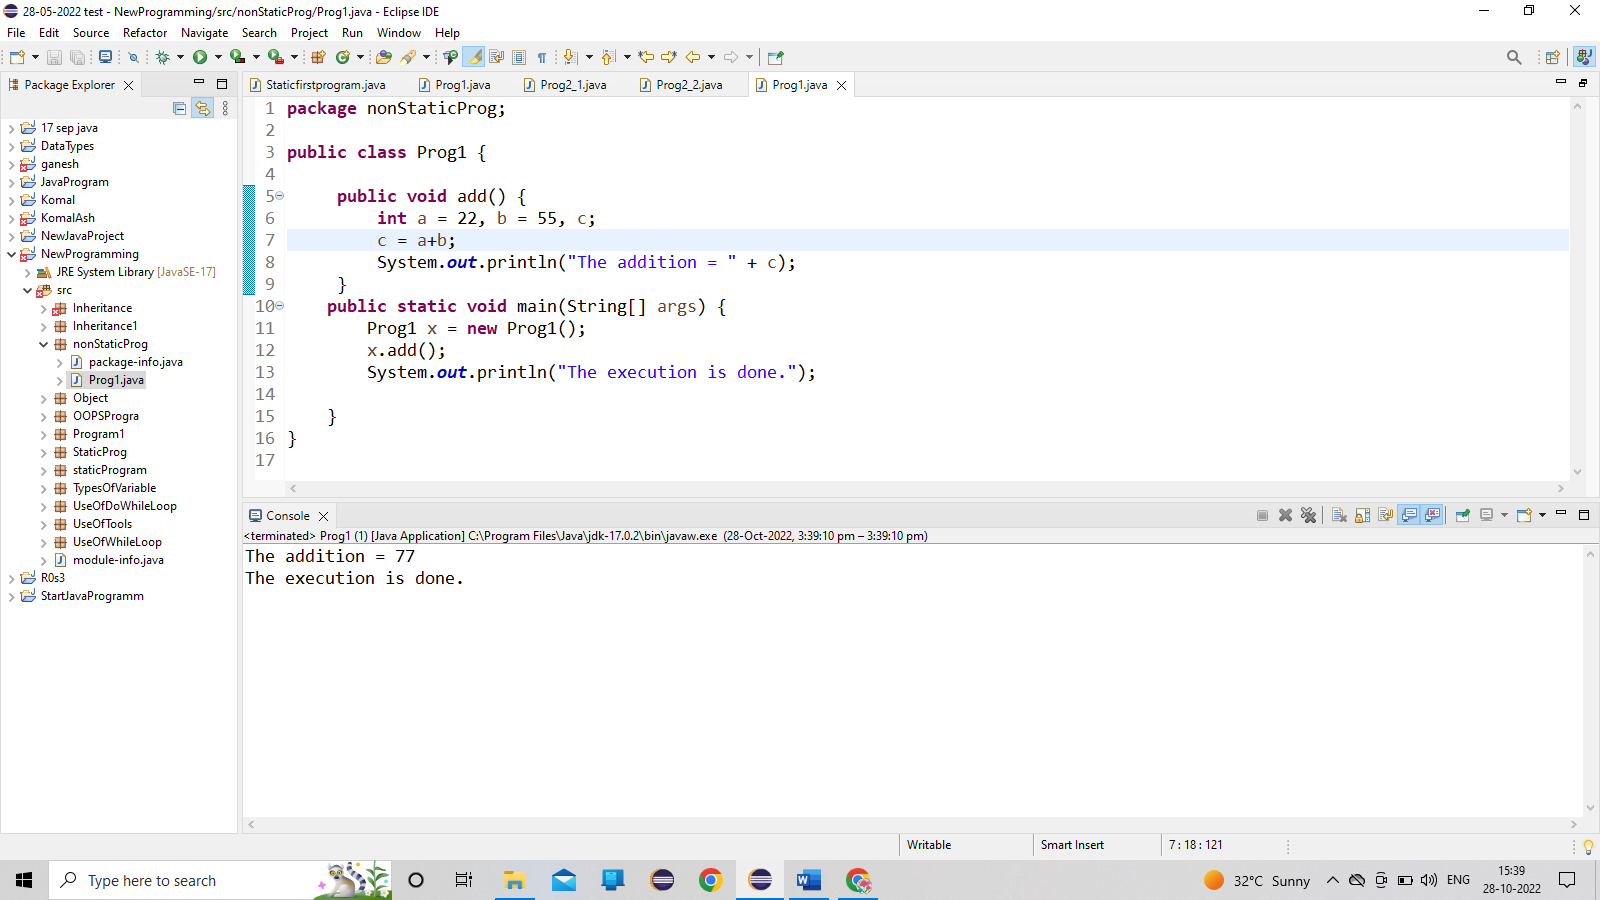 28-05-2022 test - NewProgramming/src/nonStaticProg/Prog1.java - Eclipse IDE
File Edit Source Refactor Navigate Search Project Run Window Help
Package Explorer
17 sep java
DataTypes
ganesh
JavaProgram
Komal
KomalAsh
NewJavaProject
NewProgramming
JRE System Library [JavaSE-17]
src
Inheritance
Inheritance1
nonStaticProg
package-info.java
Prog1.java
Object
OOPSProgra
Program1
StaticProg
staticProgram
TypesOfVariable
UseOfDoWhileLoop
UseOfTools
UseOfWhileLoop
module-info.java
R0s3
StartJavaProgramm
Staticfirstprogram.java Prog1.java Prog2_1.java Prog2_2.java Prog1.java
1 package nonStaticProg;
2
3 public class Prog1 {
4
5 public void add() {
6 int a = 22, b = 55, c;
7 c = a+b;
8 System.out.println("The addition = " + c);
9 }
10 public static void main(String[] args) {
11 Prog1 x = new Prog1();
12 x.add();
13 System.out.println("The execution is done.");
14
15 }
16 }
17
Console
<terminated> Prog1 (1) [Java Application] C:\Program Files\Java\jdk-17.0.2\bin\javaw.exe (28-Oct-2022, 3:39:10 pm – 3:39:10 pm)
The addition = 77
The execution is done.
Writable Smart Insert 7 : 18 : 121
Type here to search
32°C Sunny
ENG
15:39
28-10-2022